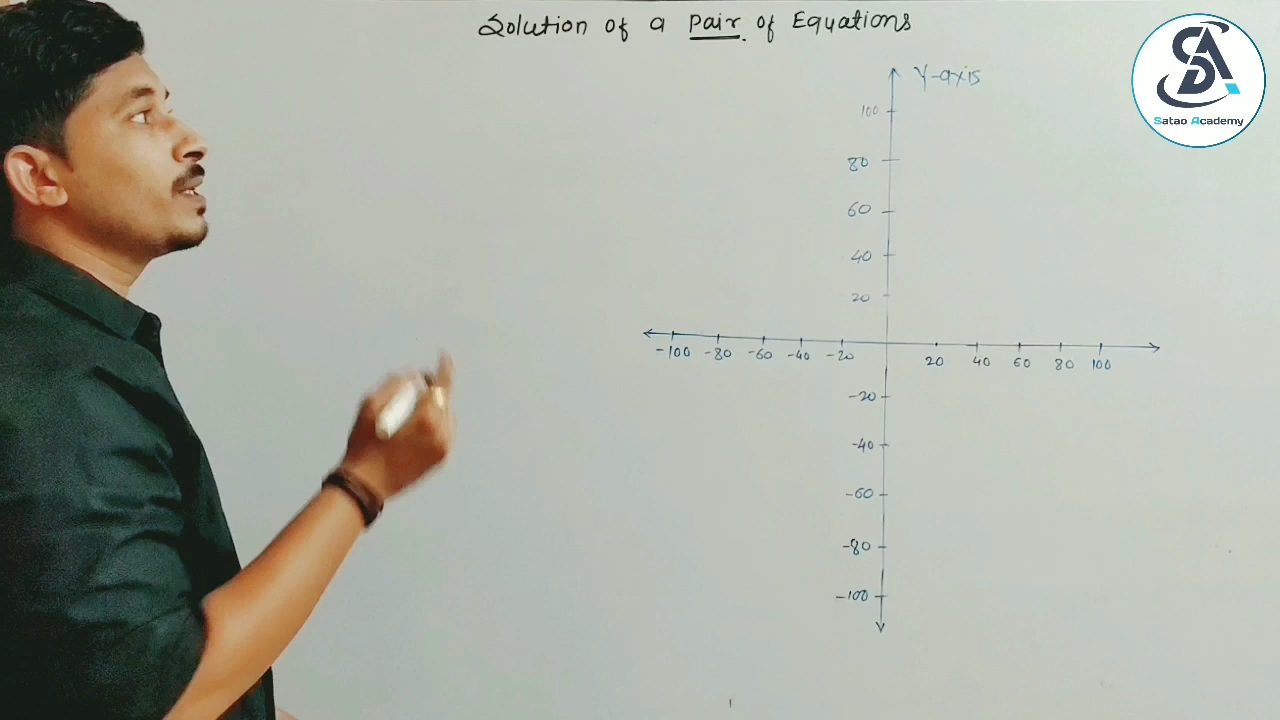 Solution of a Pair of Equations
Y-axis
100
80
60
40
20
-100 -80 -60 -40 -20 20 40 60 80 100
-20
-40
-60
-80
-100
SA
Satao Academy